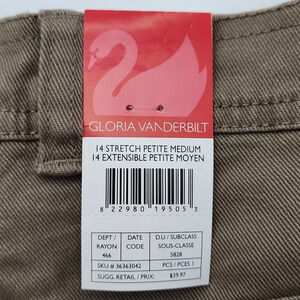 GLORIA VANDERBILT
14 STRETCH PETITE MEDIUM
14 EXTENSIBLE PETITE MOYEN
8 22980 19505 3
DEPT / RAYON 466
DATE CODE
D.U / SUBCLASS SOUS-CLASSE 5828
SKU # 36363042
PCS / PCES 1
SUGG. RETAIL / PRIX: $39.97